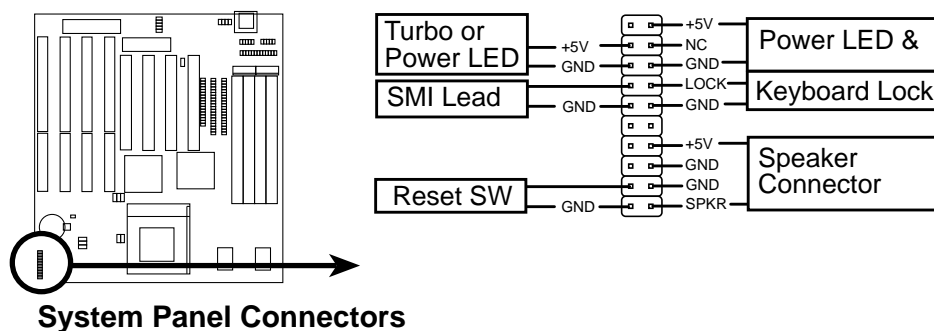 Turbo or
Power LED
+5V
GND
SMI Lead
GND
Reset SW
GND
+5V
NC
GND
LOCK
GND
+5V
GND
GND
SPKR
Power LED &
Keyboard Lock
Speaker
Connector
System Panel Connectors